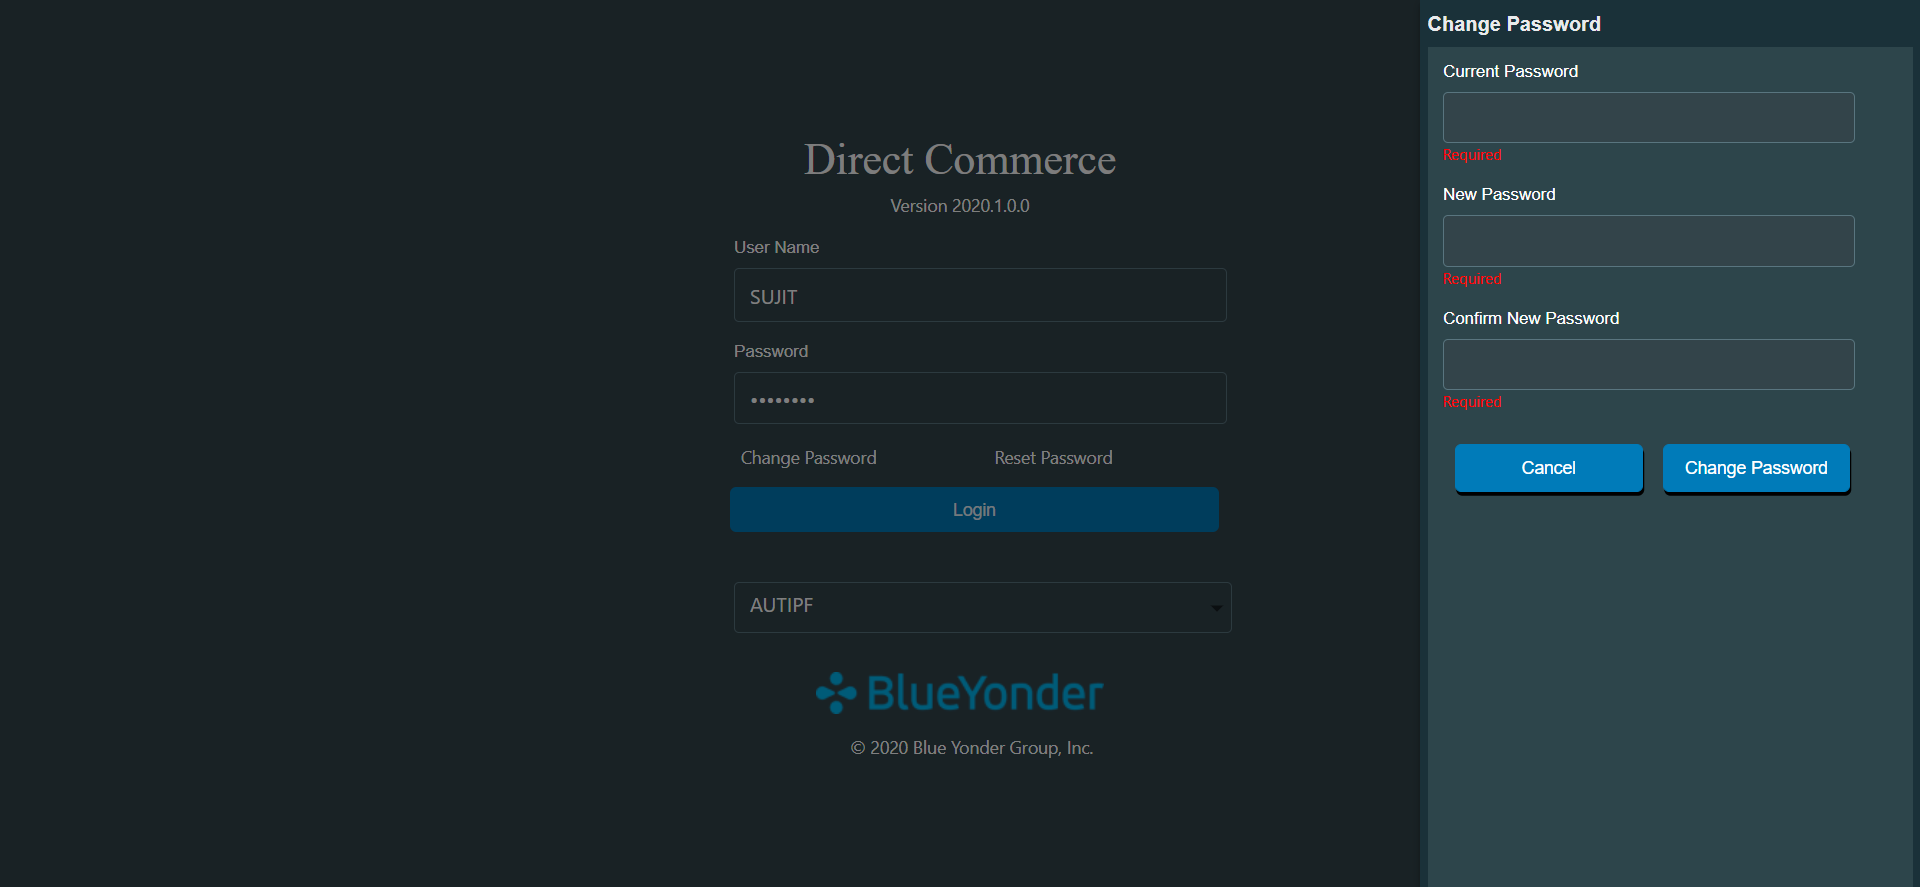 Direct Commerce
Version 2020.1.0.0
User Name
SUJIT
Password
••••••••
Change Password
Reset Password
Login
AUTIPF
BlueYonder
© 2020 Blue Yonder Group, Inc.
Change Password
Current Password
Required
New Password
Required
Confirm New Password
Required
Cancel
Change Password